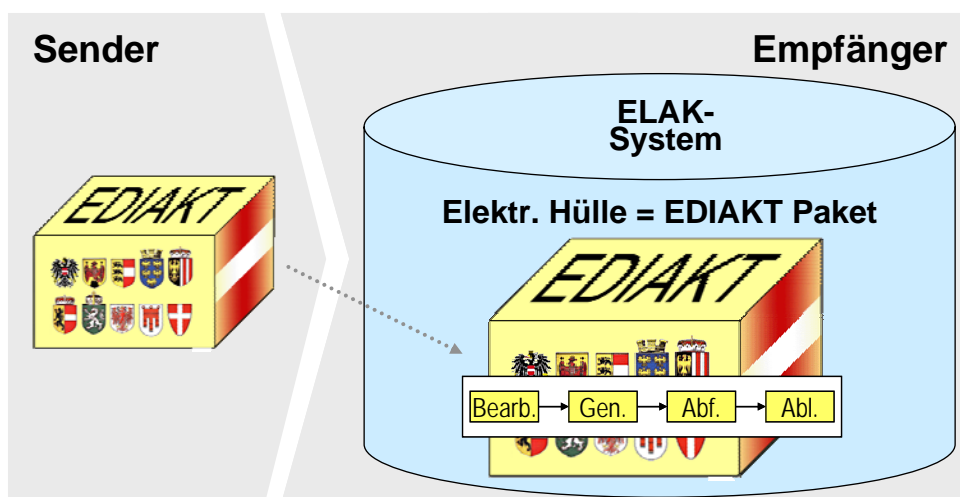 Sender
Empfänger
ELAK-
System
EDIAKT
Elektr. Hülle = EDIAKT Paket
EDIAKT
Bearb.
Gen.
Abf.
Abl.